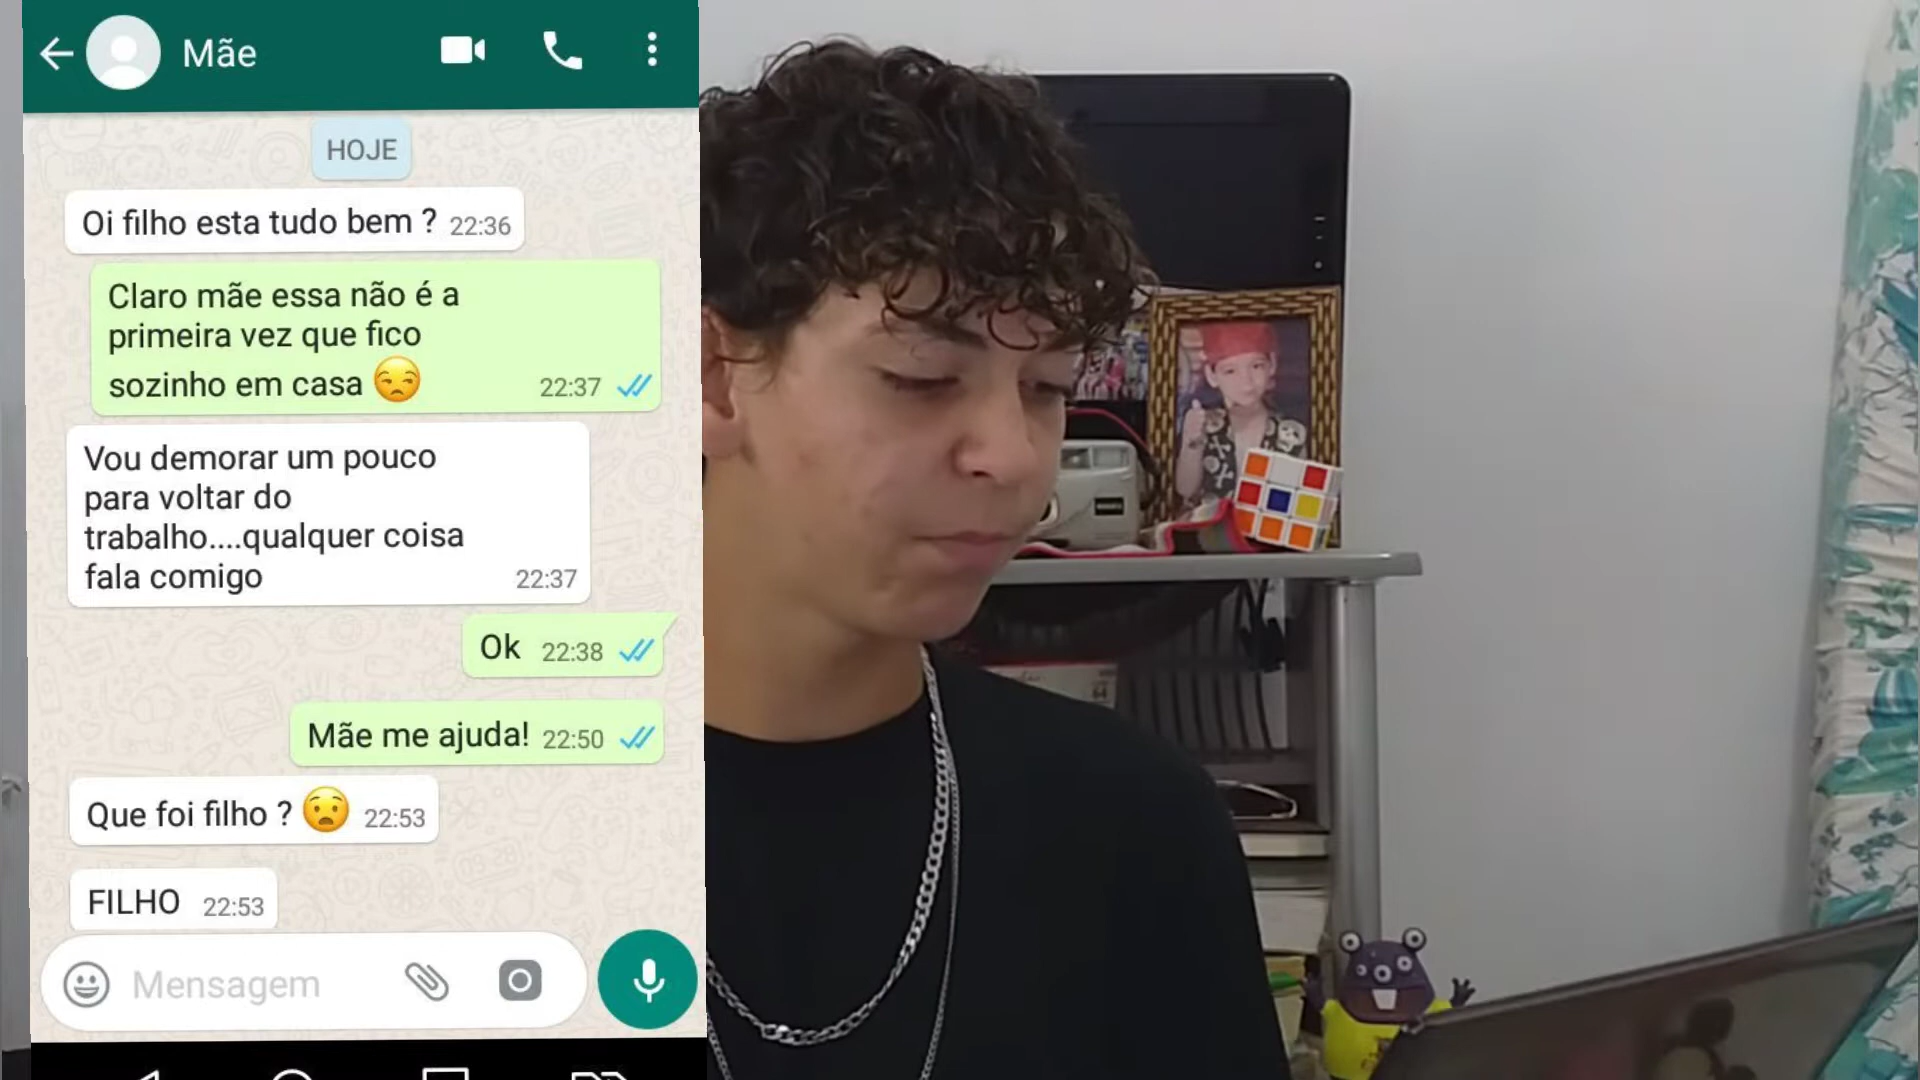 Mãe
HOJE
Oi filho esta tudo bem ? 22:36
Claro mãe essa não é a
primeira vez que fico
sozinho em casa 😒 22:37
Vou demorar um pouco
para voltar do
trabalho....qualquer coisa
fala comigo 22:37
Ok 22:38
Mãe me ajuda! 22:50
Que foi filho ? 😧 22:53
FILHO 22:53
Mensagem